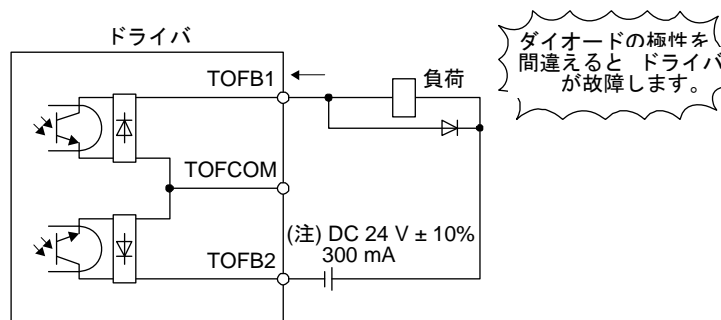 ドライバ
ダイオードの極性を
間違えると ドライバ
が故障します。
TOFB1
負荷
TOFCOM
(注) DC 24 V ± 10%
300 mA
TOFB2